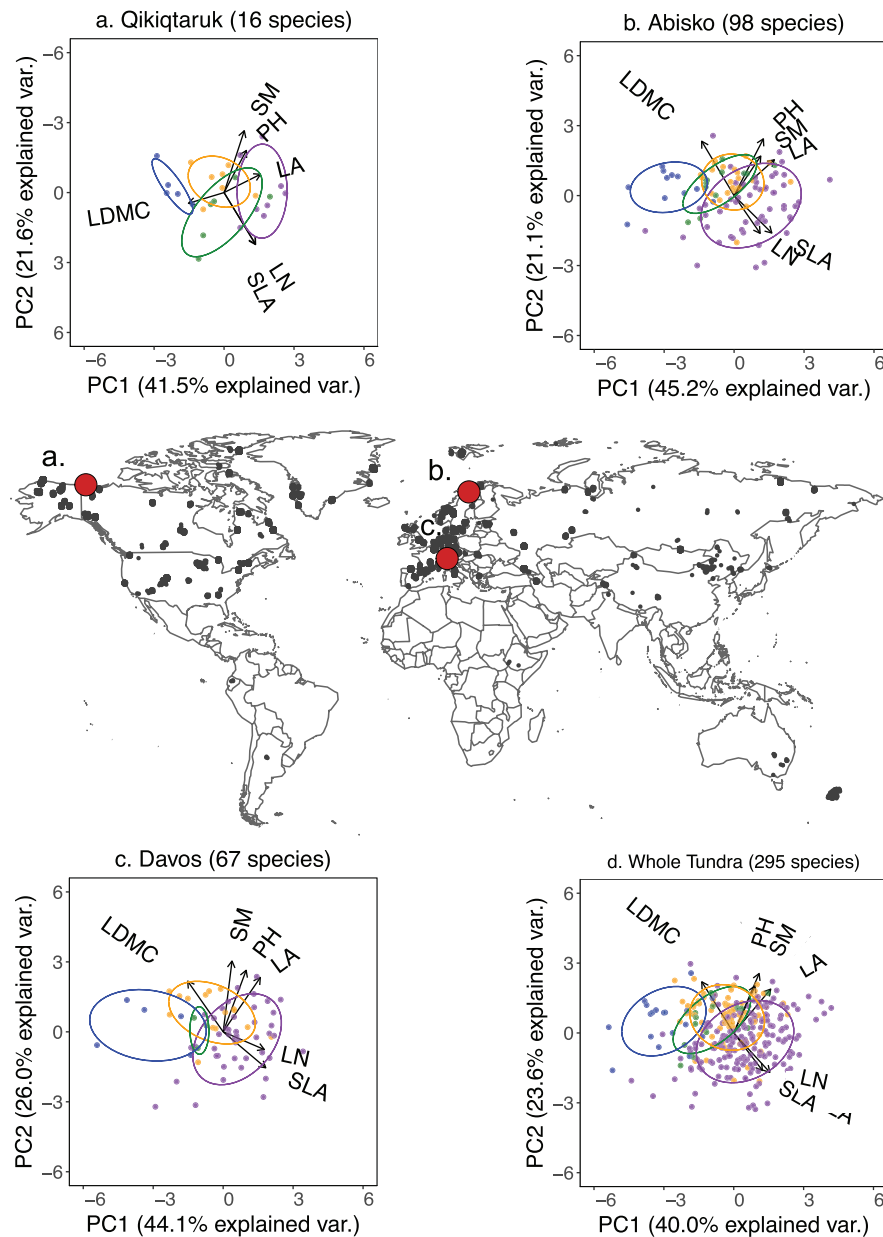 a. Qikiqtaruk (16 species)
−6
−3
0
3
6
PC2 (21.6% explained var.)
SM
PH
LA
LDMC
LN
SLA
−6
−3
0
3
6
PC1 (41.5% explained var.)
b. Abisko (98 species)
6
3
0
−3
−6
PC2 (21.1% explained var.)
LDMC
PH
SM
LA
LN
SLA
−6
−3
0
3
6
PC1 (45.2% explained var.)
a.
b.
c.
c. Davos (67 species)
6
3
0
−3
−6
PC2 (26.0% explained var.)
LDMC
SM
PH
LA
LN
SLA
−6
−3
0
3
6
PC1 (44.1% explained var.)
d. Whole Tundra (295 species)
6
3
0
−3
−6
PC2 (23.6% explained var.)
LDMC
PH
SM
LA
LN
SLA
−6
−3
0
3
6
PC1 (40.0% explained var.)